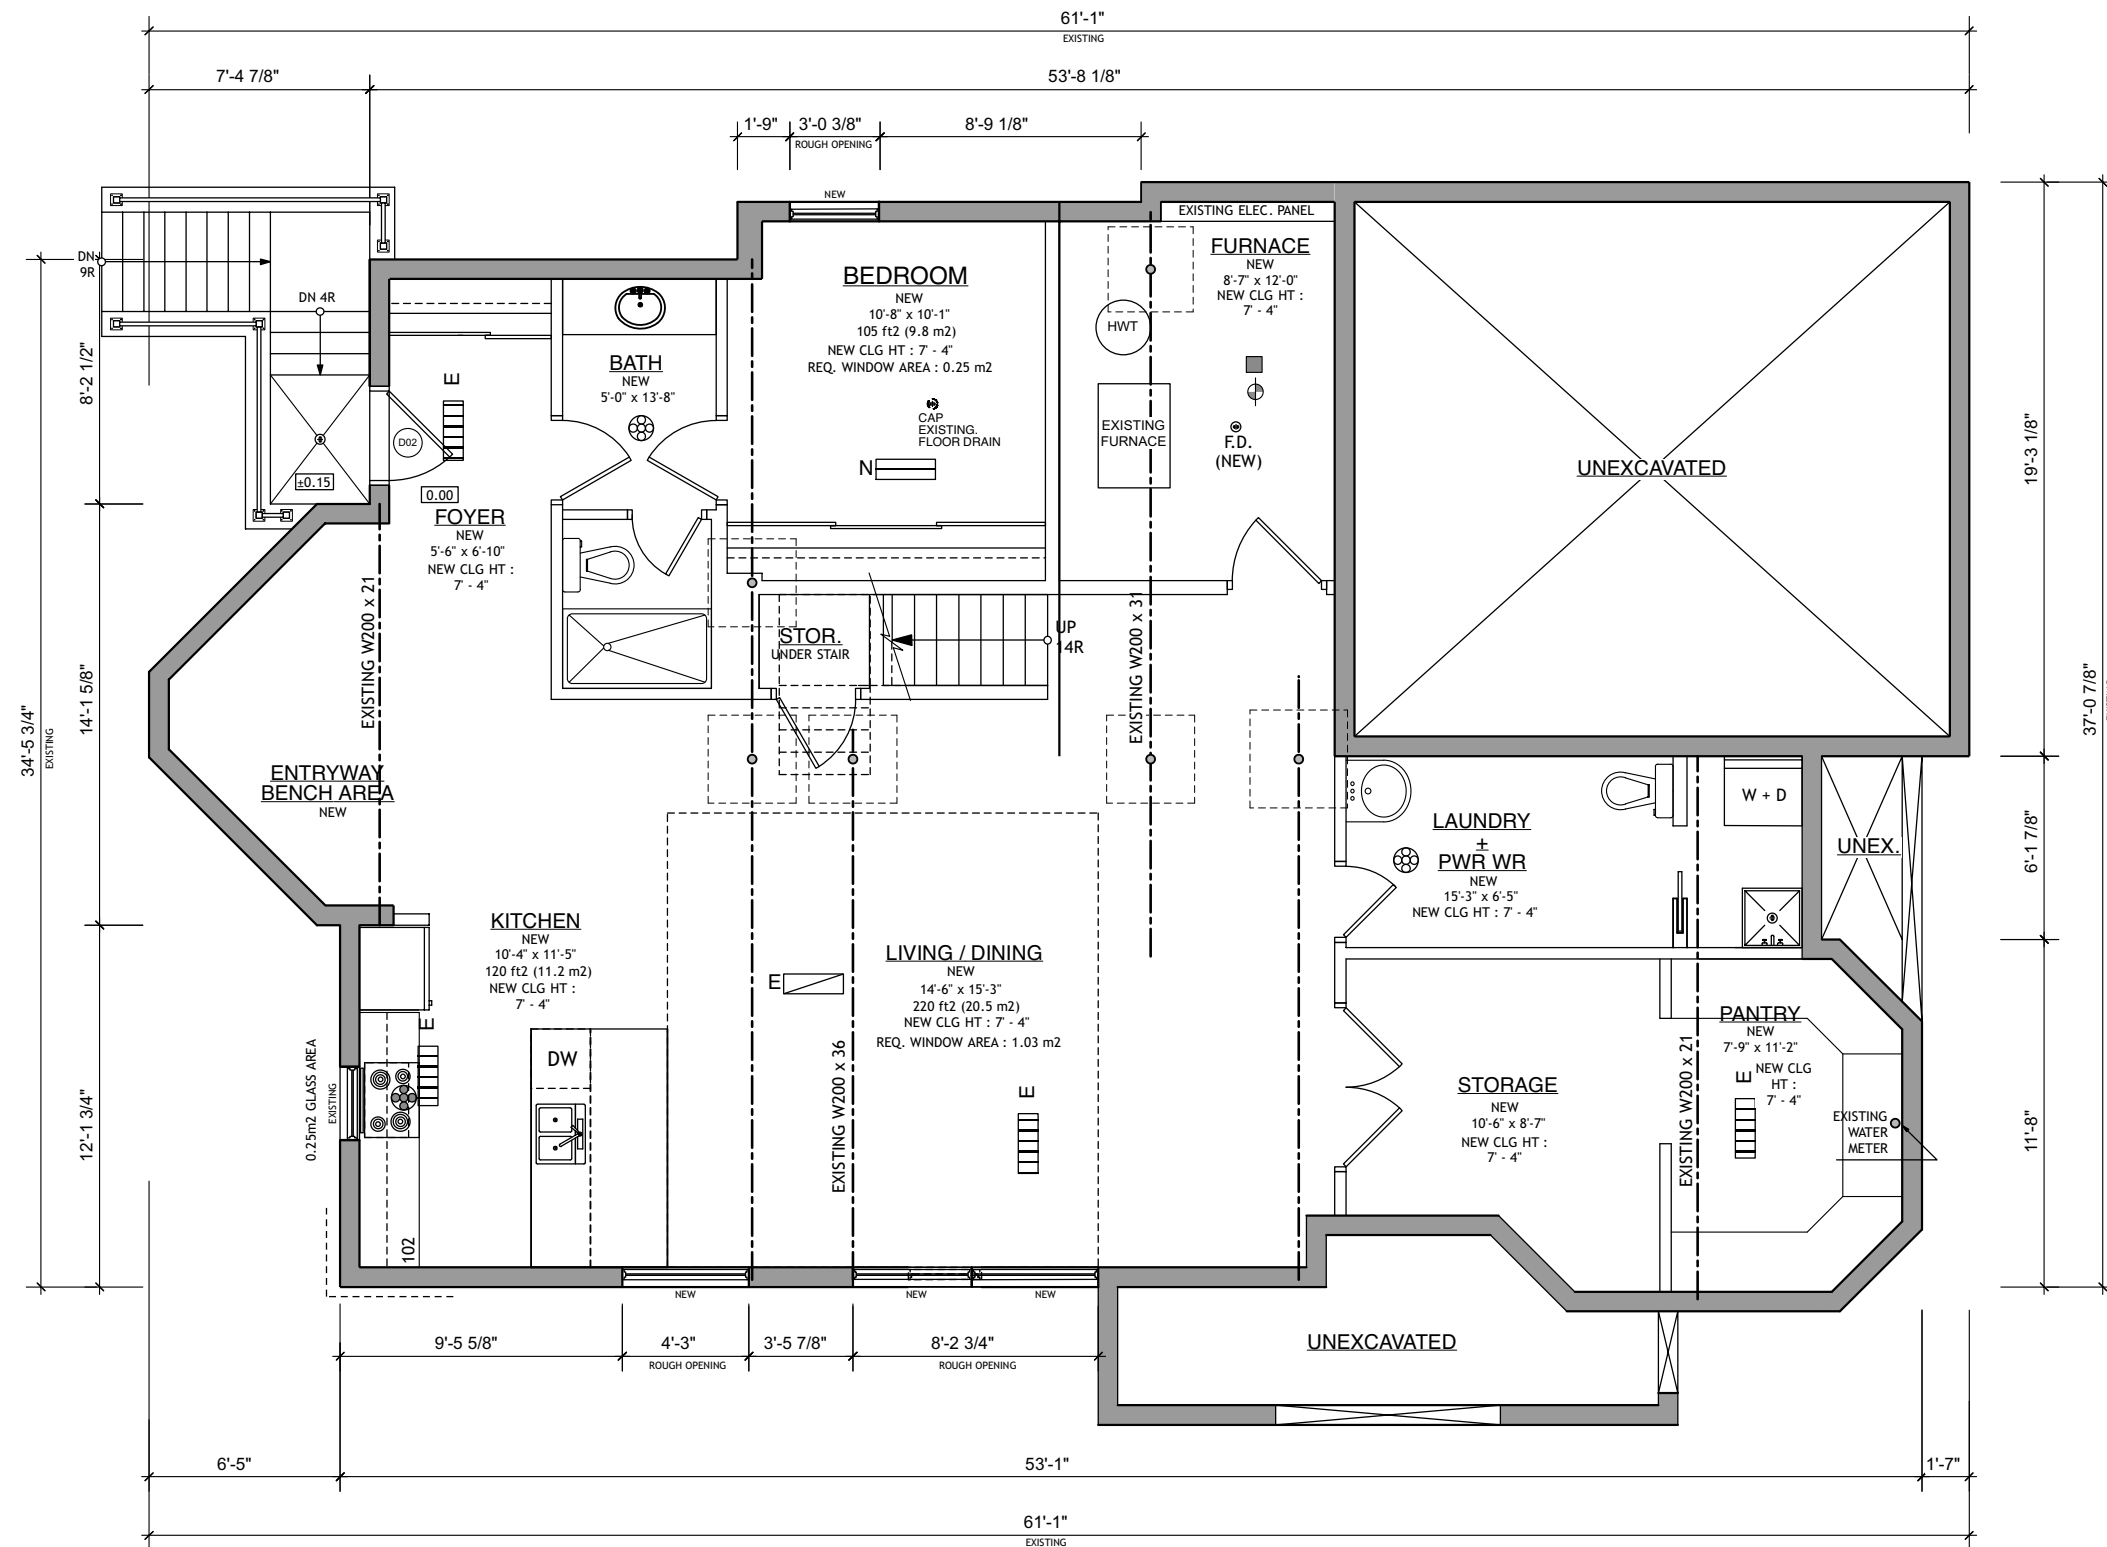 61'-1"
EXISTING
7'-4 7/8"
53'-8 1/8"
1'-9"
3'-0 3/8"
ROUGH OPENING
8'-9 1/8"
NEW
EXISTING ELEC. PANEL
DN
9R
DN 4R
±0.15
D02
0.00
E
BATH
NEW
5'-0" x 13'-8"
BEDROOM
NEW
10'-8" x 10'-1"
105 ft2 (9.8 m2)
NEW CLG HT : 7' - 4"
REQ. WINDOW AREA : 0.25 m2
CAP
EXISTING.
FLOOR DRAIN
N
FURNACE
NEW
8'-7" x 12'-0"
NEW CLG HT :
7' - 4"
HWT
EXISTING
FURNACE
F.D.
(NEW)
UNEXCAVATED
FOYER
NEW
5'-6" x 6'-10"
NEW CLG HT :
7' - 4"
EXISTING W200 x 21
STOR.
UNDER STAIR
UP
14R
EXISTING W200 x 31
ENTRYWAY
BENCH AREA
NEW
8'-2 1/2"
14'-1 5/8"
12'-1 3/4"
34'-5 3/4"
EXISTING
KITCHEN
NEW
10'-4" x 11'-5"
120 ft2 (11.2 m2)
NEW CLG HT :
7' - 4"
E
0.25m2 GLASS AREA
EXISTING
DW
102
E
LIVING / DINING
NEW
14'-6" x 15'-3"
220 ft2 (20.5 m2)
NEW CLG HT : 7' - 4"
REQ. WINDOW AREA : 1.03 m2
EXISTING W200 x 36
E
LAUNDRY
±
PWR WR
NEW
15'-3" x 6'-5"
NEW CLG HT : 7' - 4"
W + D
UNEX.
STORAGE
NEW
10'-6" x 8'-7"
NEW CLG HT :
7' - 4"
EXISTING W200 x 21
PANTRY
NEW
7'-9" x 11'-2"
NEW CLG
HT :
7' - 4"
E
EXISTING
WATER
METER
19'-3 1/8"
6'-1 7/8"
11'-8"
37'-0 7/8"
NEW
NEW
NEW
9'-5 5/8"
4'-3"
ROUGH OPENING
3'-5 7/8"
8'-2 3/4"
ROUGH OPENING
UNEXCAVATED
6'-5"
53'-1"
1'-7"
61'-1"
EXISTING